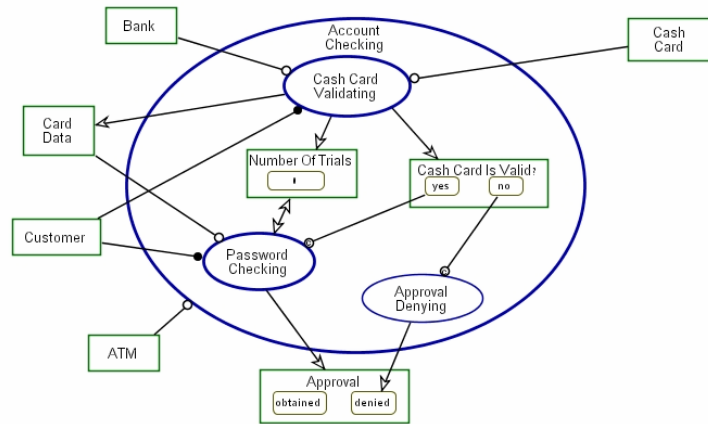 Bank
Account
Checking
Cash
Card
Cash Card
Validating
Card
Data
Number Of Trials
Cash Card Is Valid?
yes
no
Customer
Password
Checking
Approval
Denying
ATM
Approval
obtained
denied